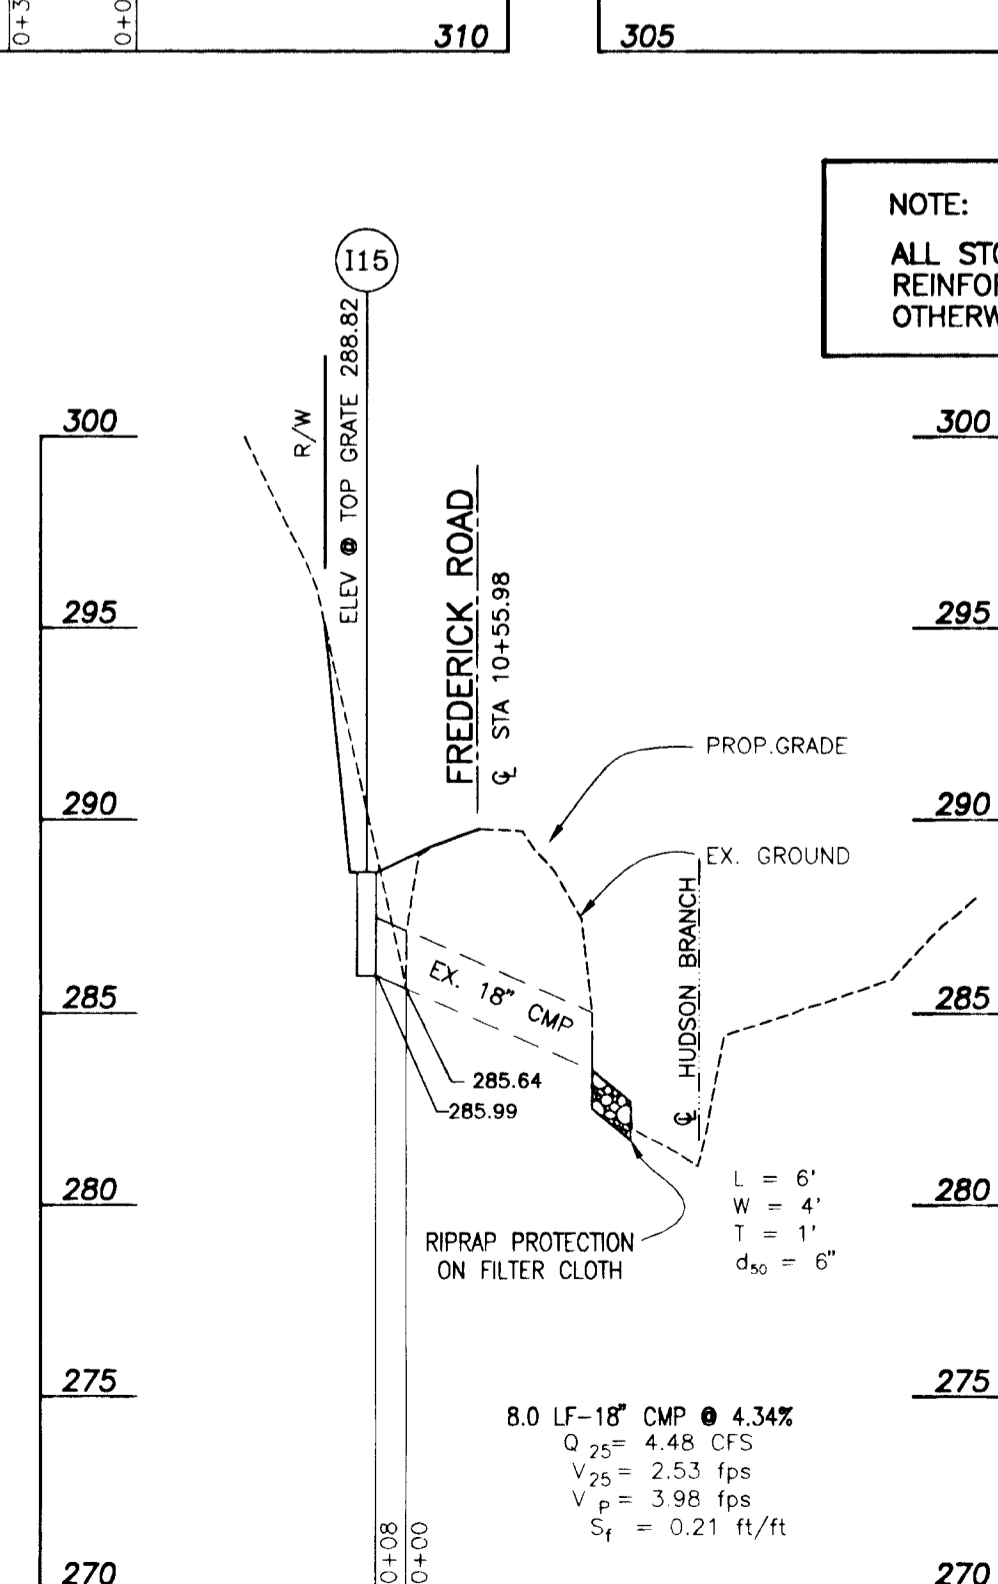 0+3
0+0
310
305
NOTE:
ALL STO
REINFOR
OTHERW
I15
ELEV @ TOP GRATE 288.82
R/W
300
300
FREDERICK ROAD
℄ STA 10+55.98
295
295
PROP.GRADE
290
290
EX. GROUND
HUDSON BRANCH
℄
EX. 18" CMP
285
285
285.64
285.99
280
280
L = 6'
W = 4'
T = 1'
d50 = 6"
RIPRAP PROTECTION
ON FILTER CLOTH
275
275
8.0 LF-18" CMP @ 4.34%
Q 25= 4.48 CFS
V25= 2.53 fps
V P= 3.98 fps
Sf = 0.21 ft/ft
0+08
0+00
270
270